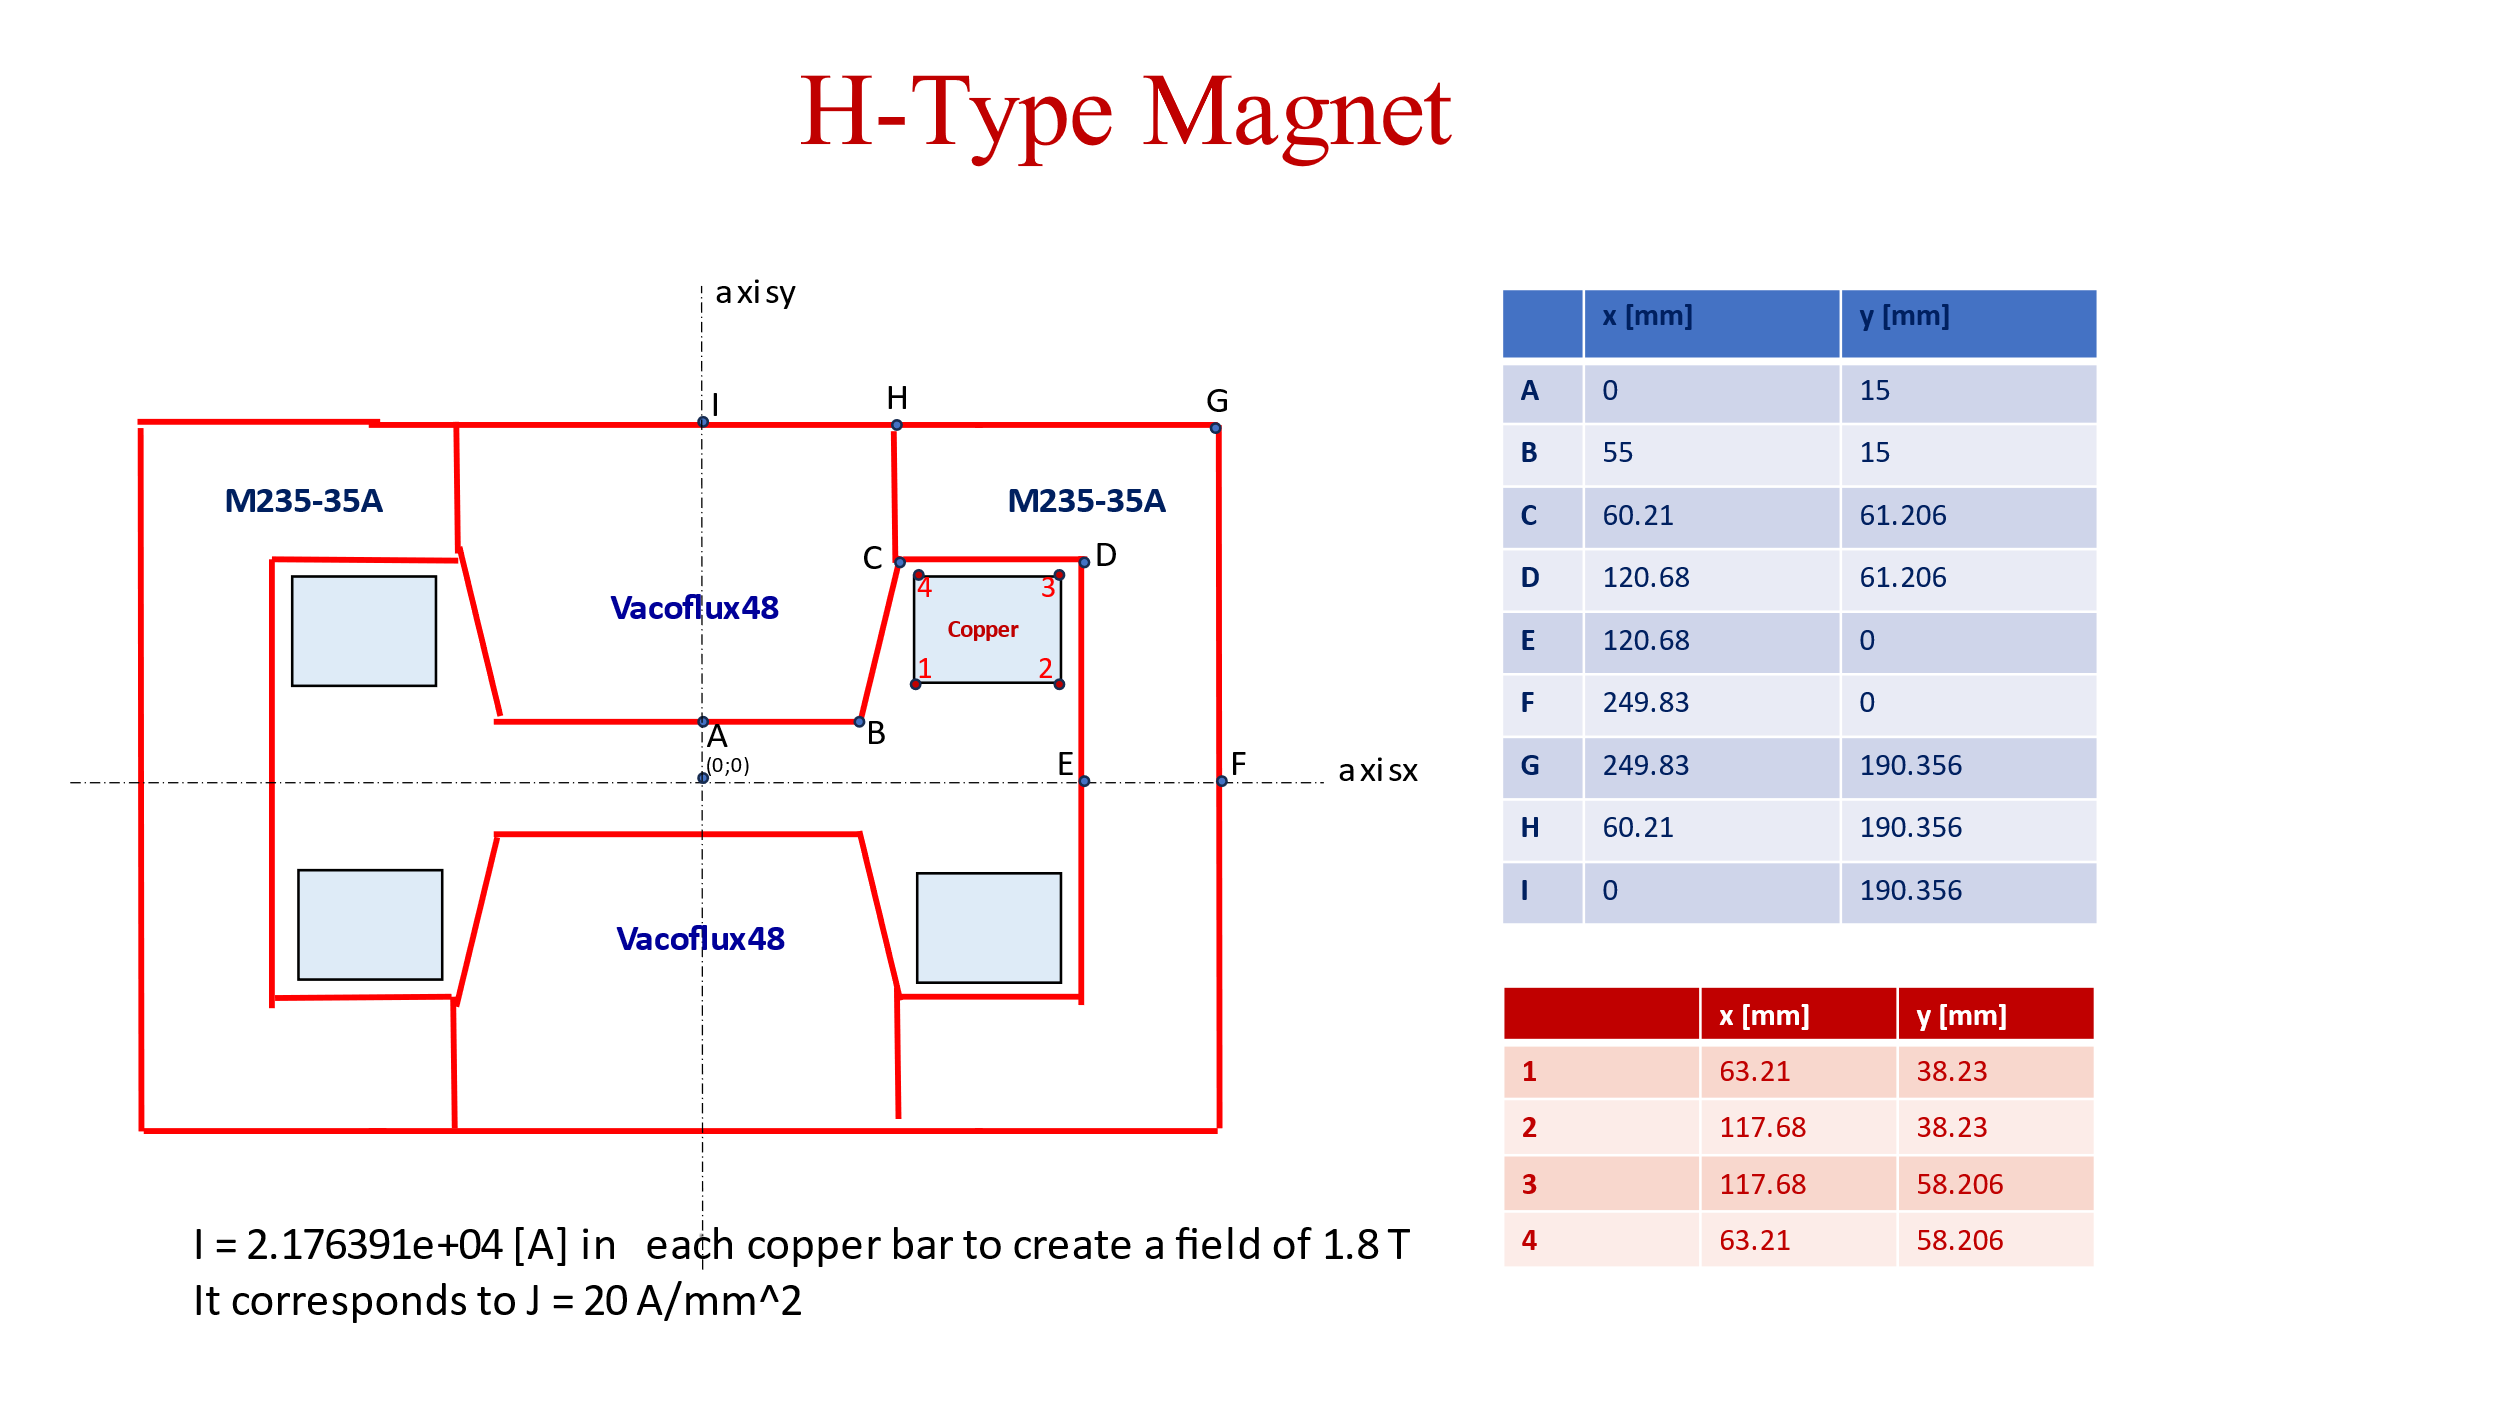 H-Type Magnet
axisy
I
H
G
M235-35A
M235-35A
C
D
4
3
Vacoflux48
Copper
1
2
A
B
(0;0)
E
F
axisx
Vacoflux48
I = 2.176391e+04 [A] in each copper bar to create a field of 1.8 T
It corresponds to J = 20 A/mm^2
x [mm] y [mm]
A 0 15
B 55 15
C 60.21 61.206
D 120.68 61.206
E 120.68 0
F 249.83 0
G 249.83 190.356
H 60.21 190.356
I 0 190.356
x [mm] y [mm]
1 63.21 38.23
2 117.68 38.23
3 117.68 58.206
4 63.21 58.206